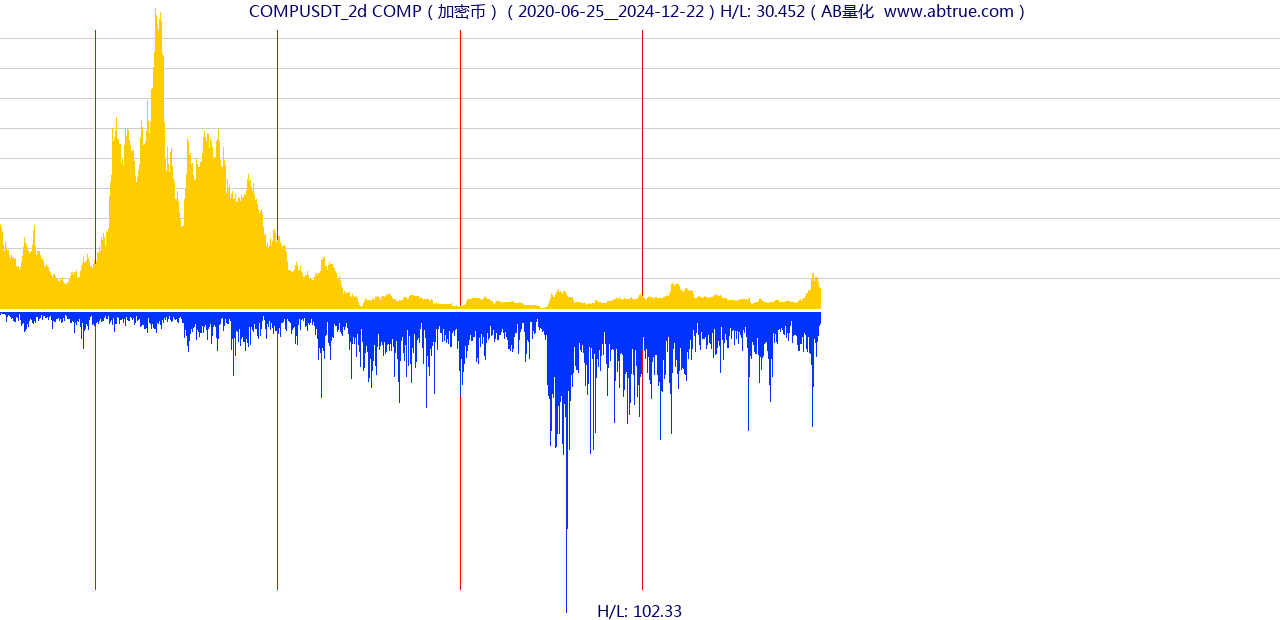 COMPUSDT_2d COMP（加密币）（2020-06-25__2024-12-22）H/L: 30.452（AB量化  www.abtrue.com）
H/L: 102.33